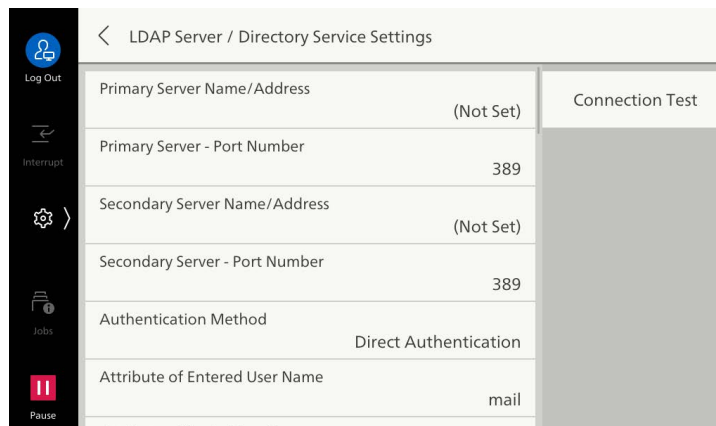 LDAP Server / Directory Service Settings
Log Out
Interrupt
Jobs
Pause
Primary Server Name/Address
(Not Set)
Primary Server - Port Number
389
Secondary Server Name/Address
(Not Set)
Secondary Server - Port Number
389
Authentication Method
Direct Authentication
Attribute of Entered User Name
mail
Connection Test